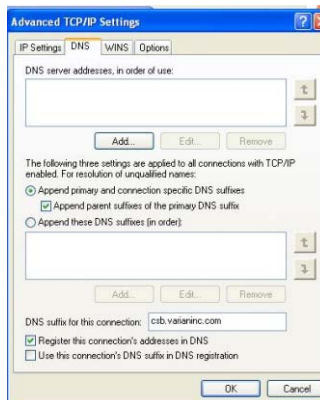 Advanced TCP/IP Settings
IP Settings DNS WINS Options
DNS server addresses, in order of use:
Add... Edit... Remove
The following three settings are applied to all connections with TCP/IP
enabled. For resolution of unqualified names:
Append primary and connection specific DNS suffixes
Append parent suffixes of the primary DNS suffix
Append these DNS suffixes (in order):
Add... Edit... Remove
DNS suffix for this connection: csb.varianinc.com
Register this connection's addresses in DNS
Use this connection's DNS suffix in DNS registration
OK Cancel